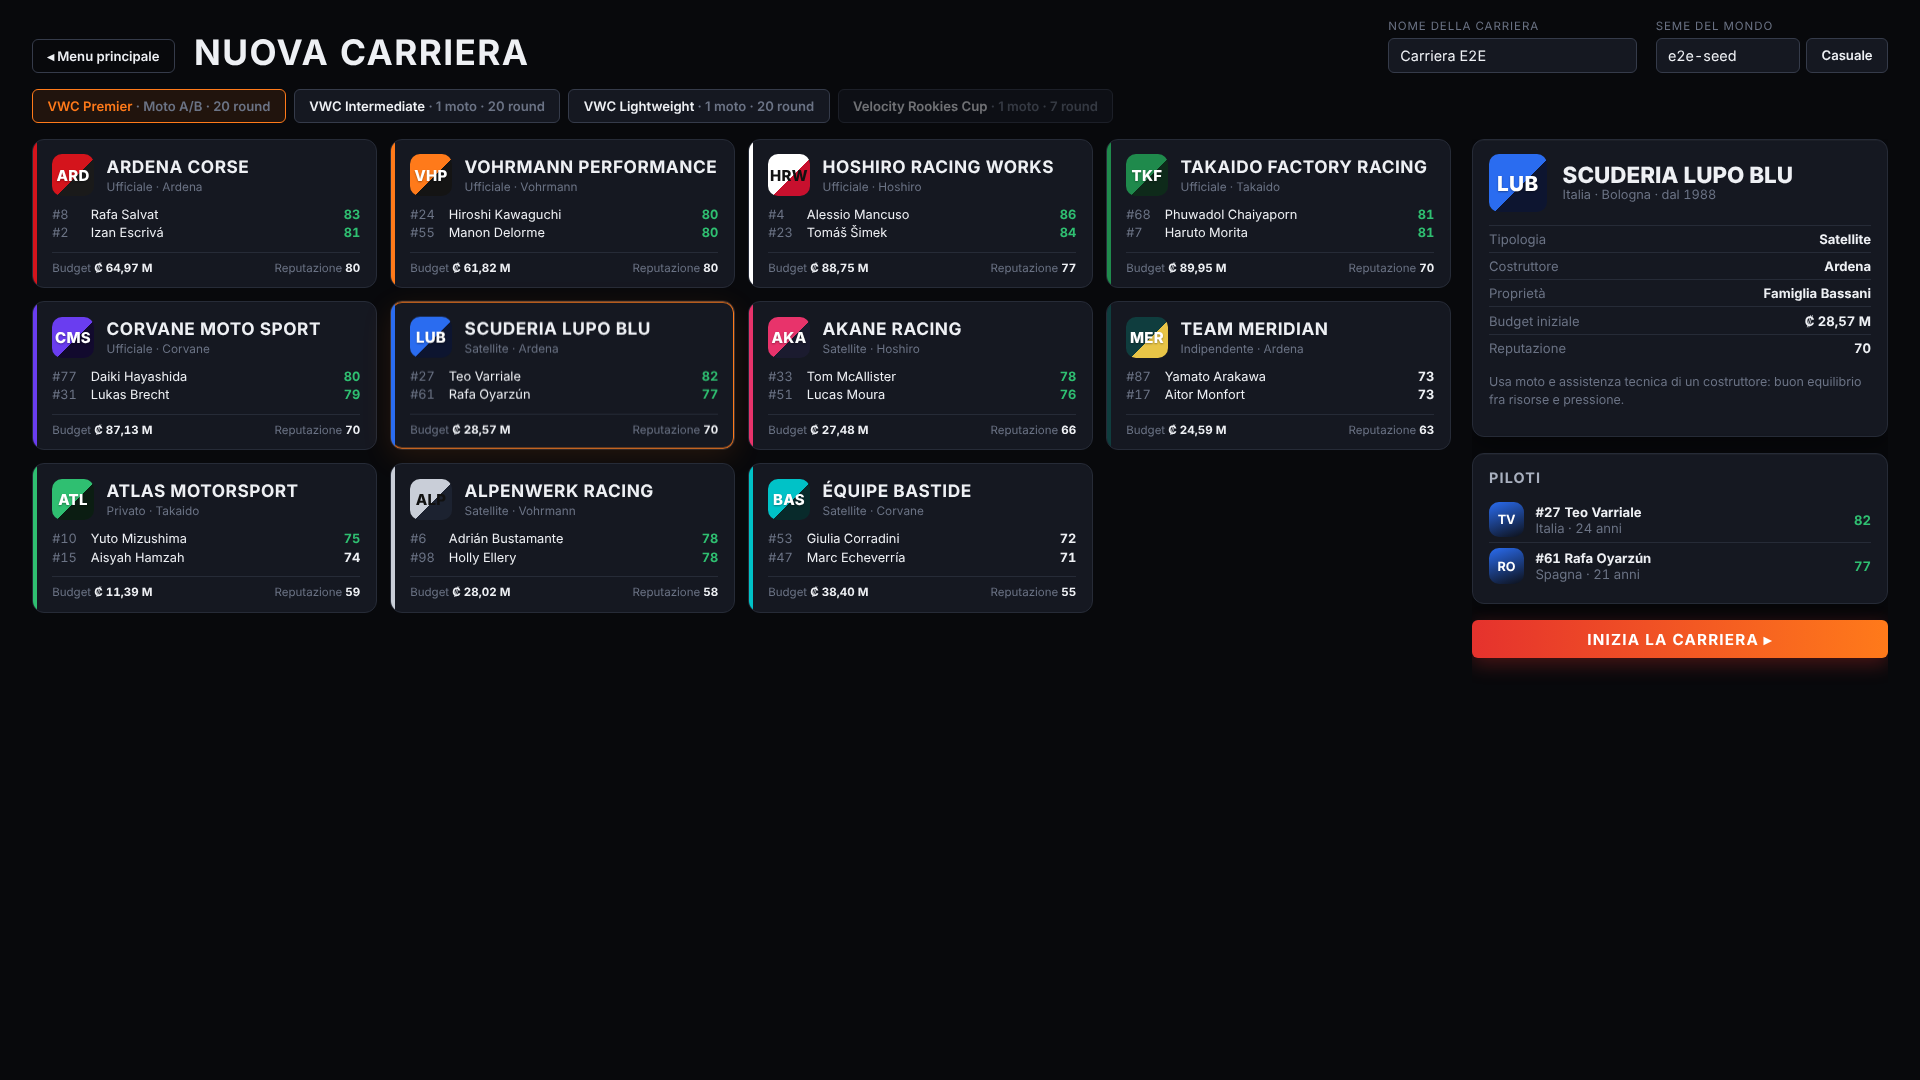 ◂ Menu principale
NUOVA CARRIERA
NOME DELLA CARRIERA
Carriera E2E
SEME DEL MONDO
e2e-seed
Casuale
VWC Premier · Moto A/B · 20 round
VWC Intermediate · 1 moto · 20 round
VWC Lightweight · 1 moto · 20 round
Velocity Rookies Cup · 1 moto · 7 round
ARD
ARDENA CORSE
Ufficiale · Ardena
#8 Rafa Salvat 83
#2 Izan Escrivá 81
Budget ₡ 64,97 M Reputazione 80
VHP
VOHRMANN PERFORMANCE
Ufficiale · Vohrmann
#24 Hiroshi Kawaguchi 80
#55 Manon Delorme 80
Budget ₡ 61,82 M Reputazione 80
HRW
HOSHIRO RACING WORKS
Ufficiale · Hoshiro
#4 Alessio Mancuso 86
#23 Tomáš Šimek 84
Budget ₡ 88,75 M Reputazione 77
TKF
TAKAIDO FACTORY RACING
Ufficiale · Takaido
#68 Phuwadol Chaiyaporn 81
#7 Haruto Morita 81
Budget ₡ 89,95 M Reputazione 70
CMS
CORVANE MOTO SPORT
Ufficiale · Corvane
#77 Daiki Hayashida 80
#31 Lukas Brecht 79
Budget ₡ 87,13 M Reputazione 70
LUB
SCUDERIA LUPO BLU
Satellite · Ardena
#27 Teo Varriale 82
#61 Rafa Oyarzún 77
Budget ₡ 28,57 M Reputazione 70
AKA
AKANE RACING
Satellite · Hoshiro
#33 Tom McAllister 78
#51 Lucas Moura 76
Budget ₡ 27,48 M Reputazione 66
MER
TEAM MERIDIAN
Indipendente · Ardena
#87 Yamato Arakawa 73
#17 Aitor Monfort 73
Budget ₡ 24,59 M Reputazione 63
ATL
ATLAS MOTORSPORT
Privato · Takaido
#10 Yuto Mizushima 75
#15 Aisyah Hamzah 74
Budget ₡ 11,39 M Reputazione 59
ALP
ALPENWERK RACING
Satellite · Vohrmann
#6 Adrián Bustamante 78
#98 Holly Ellery 78
Budget ₡ 28,02 M Reputazione 58
BAS
ÉQUIPE BASTIDE
Satellite · Corvane
#53 Giulia Corradini 72
#47 Marc Echeverría 71
Budget ₡ 38,40 M Reputazione 55
LUB
SCUDERIA LUPO BLU
Italia · Bologna · dal 1988
Tipologia Satellite
Costruttore Ardena
Proprietà Famiglia Bassani
Budget iniziale ₡ 28,57 M
Reputazione 70
Usa moto e assistenza tecnica di un costruttore: buon equilibrio
fra risorse e pressione.
PILOTI
TV
#27 Teo Varriale
Italia · 24 anni
82
RO
#61 Rafa Oyarzún
Spagna · 21 anni
77
INIZIA LA CARRIERA ▸